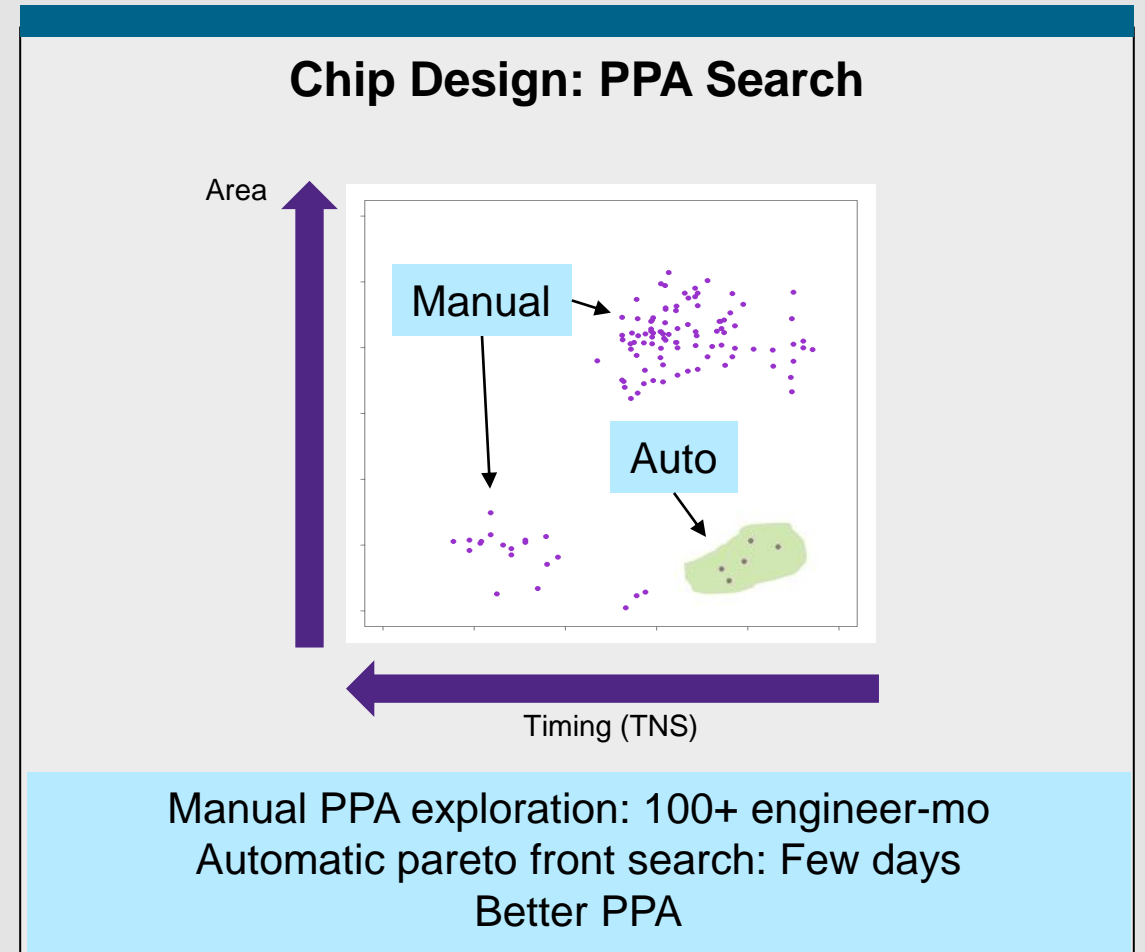 Chip Design: PPA Search
Area
Manual
Auto
Timing (TNS)
Manual PPA exploration: 100+ engineer-mo
Automatic pareto front search: Few days
Better PPA